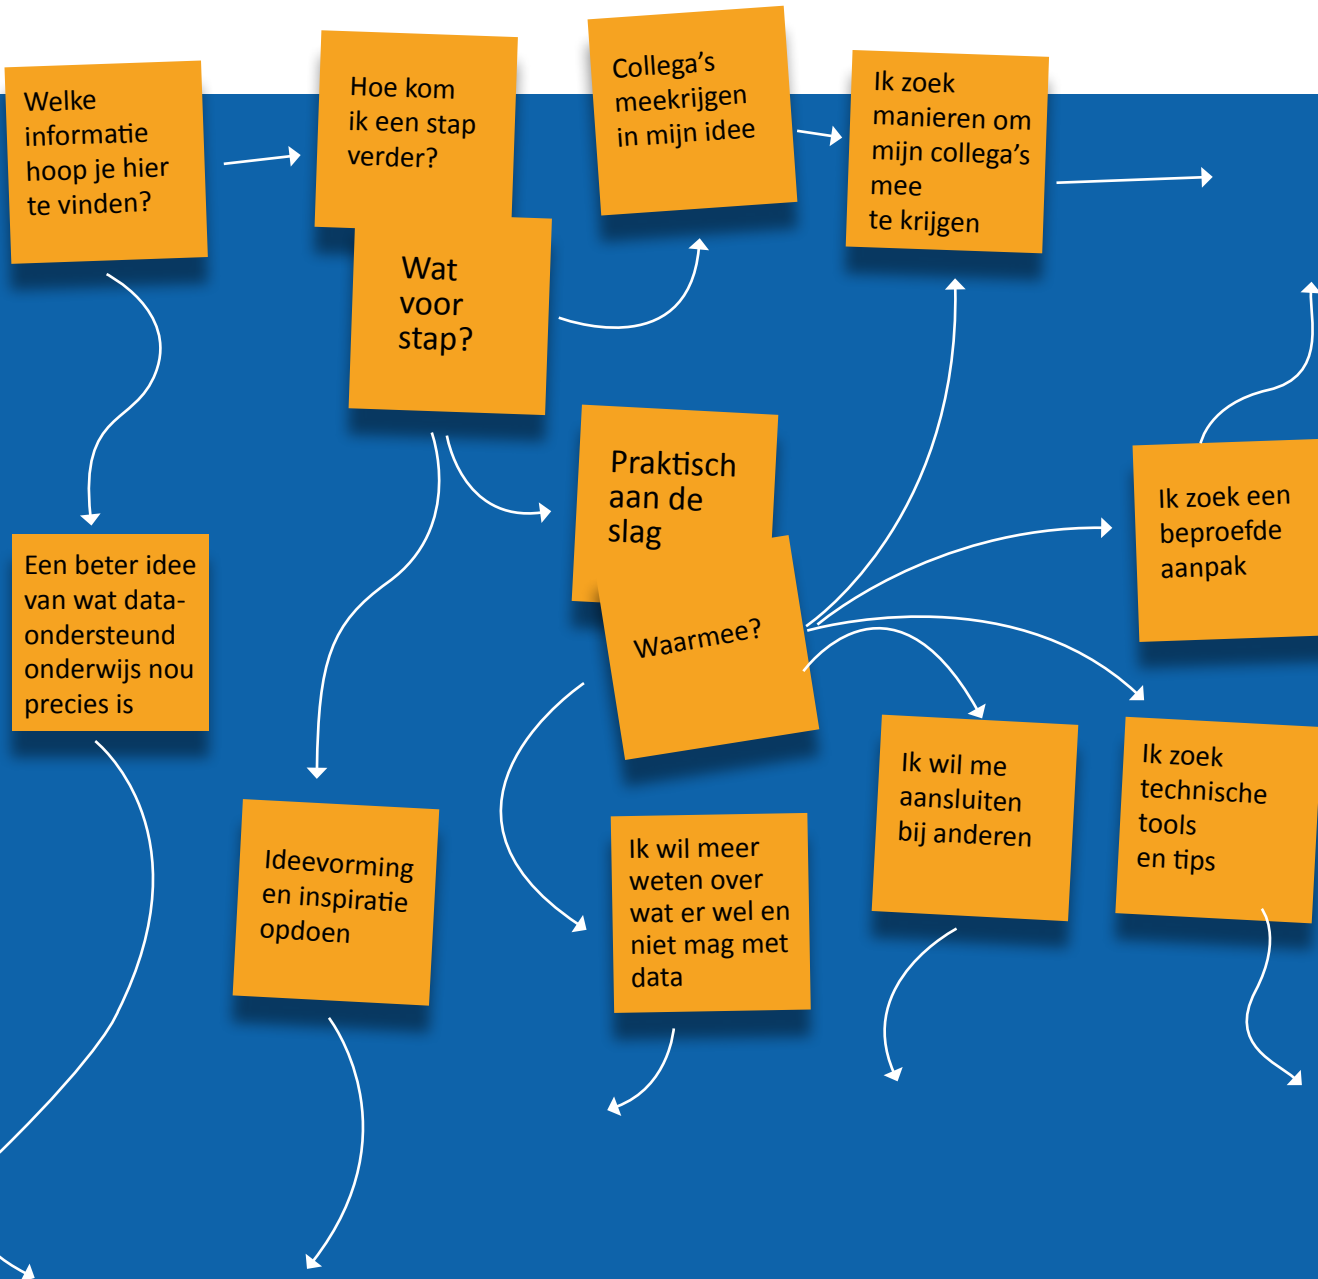 Welke
informatie
hoop je hier
te vinden?
Hoe kom
ik een stap
verder?
Wat
voor
stap?
Collega's
meekrijgen
in mijn idee
Ik zoek
manieren om
mijn collega's
mee
te krijgen
Praktisch
aan de
slag
Waarmee?
Ik zoek een
beproefde
aanpak
Een beter idee
van wat data-
ondersteund
onderwijs nou
precies is
Ideevorming
en inspiratie
opdoen
Ik wil meer
weten over
wat er wel en
niet mag met
data
Ik wil me
aansluiten
bij anderen
Ik zoek
technische
tools
en tips